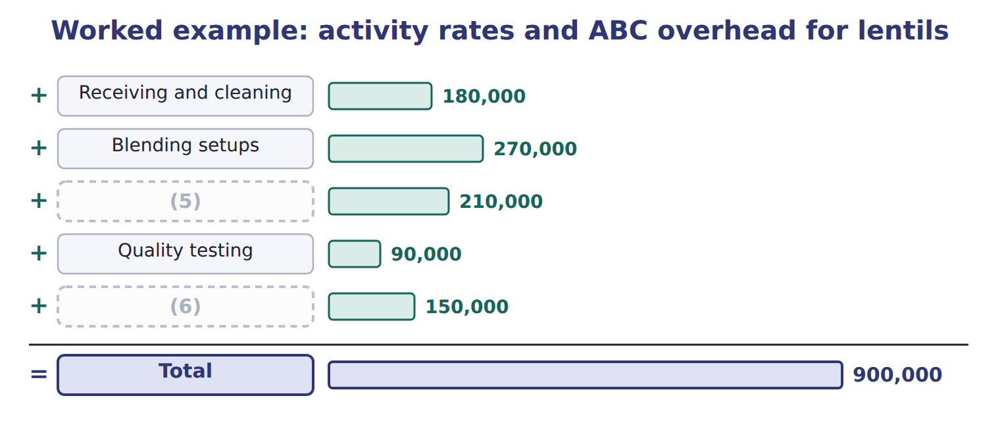 Worked example: activity rates and ABC overhead for lentils
+ Receiving and cleaning 180,000
+ Blending setups 270,000
+ (5) 210,000
+ Quality testing 90,000
+ (6) 150,000
= Total 900,000